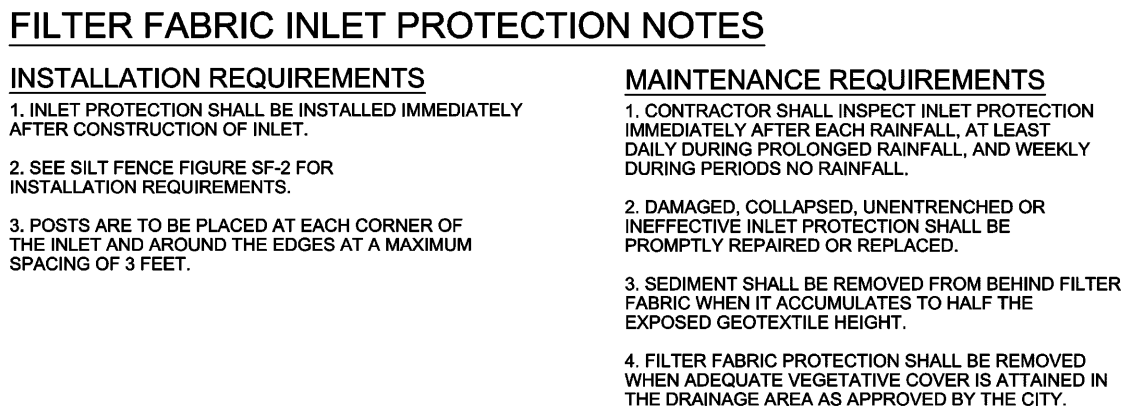 FILTER FABRIC INLET PROTECTION NOTES
INSTALLATION REQUIREMENTS
1. INLET PROTECTION SHALL BE INSTALLED IMMEDIATELY
AFTER CONSTRUCTION OF INLET.
2. SEE SILT FENCE FIGURE SF-2 FOR
INSTALLATION REQUIREMENTS.
3. POSTS ARE TO BE PLACED AT EACH CORNER OF
THE INLET AND AROUND THE EDGES AT A MAXIMUM
SPACING OF 3 FEET.
MAINTENANCE REQUIREMENTS
1. CONTRACTOR SHALL INSPECT INLET PROTECTION
IMMEDIATELY AFTER EACH RAINFALL, AT LEAST
DAILY DURING PROLONGED RAINFALL, AND WEEKLY
DURING PERIODS NO RAINFALL.
2. DAMAGED, COLLAPSED, UNENTRENCHED OR
INEFFECTIVE INLET PROTECTION SHALL BE
PROMPTLY REPAIRED OR REPLACED.
3. SEDIMENT SHALL BE REMOVED FROM BEHIND FILTER
FABRIC WHEN IT ACCUMULATES TO HALF THE
EXPOSED GEOTEXTILE HEIGHT.
4. FILTER FABRIC PROTECTION SHALL BE REMOVED
WHEN ADEQUATE VEGETATIVE COVER IS ATTAINED IN
THE DRAINAGE AREA AS APPROVED BY THE CITY.